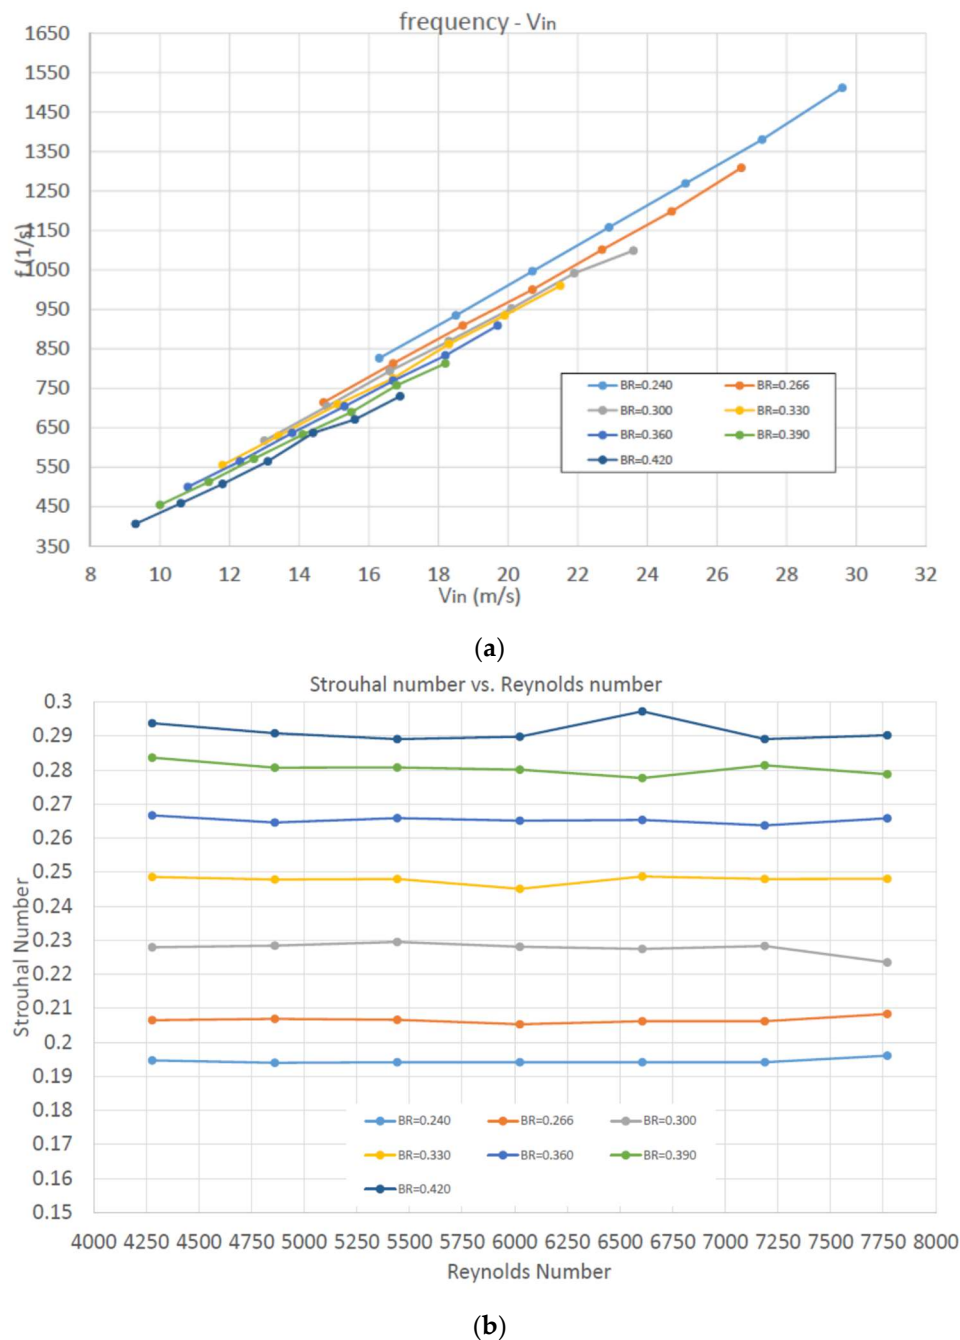 frequency - Vin
1650
1550
1450
1350
1250
1150
1050
950
850
750
650
550
450
350
f (1/s)
BR=0.240 BR=0.266
BR=0.300 BR=0.330
BR=0.360 BR=0.390
BR=0.420
8 10 12 14 16 18 20 22 24 26 28 30 32
Vin (m/s)
(a)
Strouhal number vs. Reynolds number
0.3
0.29
0.28
0.27
0.26
0.25
0.24
0.23
0.22
0.21
0.2
0.19
0.18
0.17
0.16
0.15
Strouhal Number
BR=0.240 BR=0.266 BR=0.300
BR=0.330 BR=0.360 BR=0.390
BR=0.420
4000 4250 4500 4750 5000 5250 5500 5750 6000 6250 6500 6750 7000 7250 7500 7750 8000
Reynolds Number
(b)